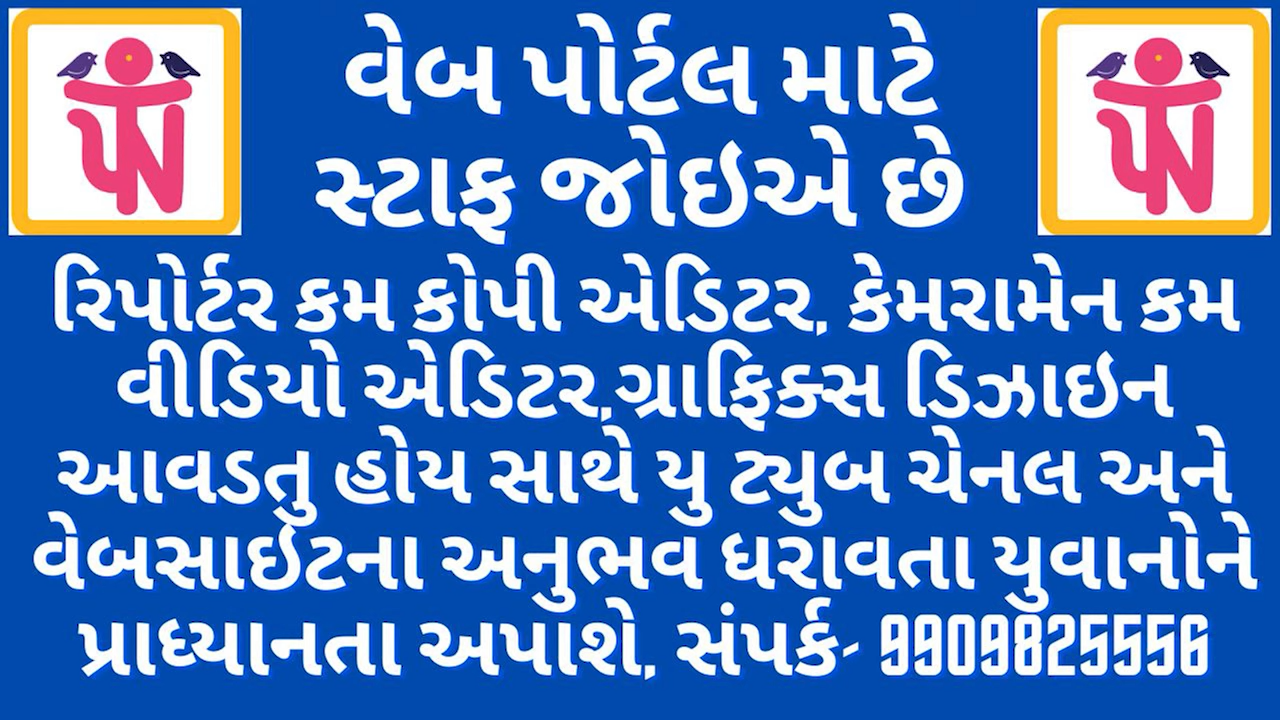 વેબ પોર્ટલ માટે
સ્ટાફ જોઇએ છે
રિપોર્ટર કમ કોપી એડિટર, કેમરામેન કમ
વીડિયો એડિટર,ગ્રાફિક્સ ડિઝાઇન
આવડતુ હોય સાથે યુ ટ્યુબ ચેનલ અને
વેબસાઇટના અનુભવ ધરાવતા યુવાનોને
પ્રાધ્યાનતા અપાશે, સંપર્ક- 9909825556